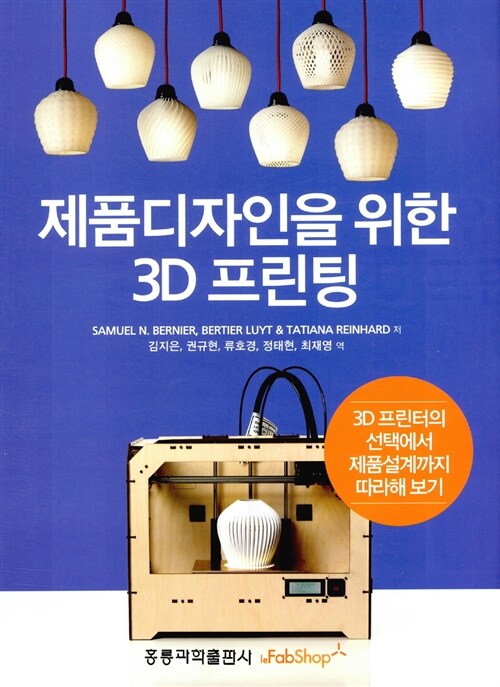 제품디자인을 위한
3D 프린팅
SAMUEL N. BERNIER, BERTIER LUYT & TATIANA REINHARD 저
김지은, 권규현, 류호경, 정태현, 최재영 역
3D 프린터의
선택에서
제품설계까지
따라해 보기
홍릉과학출판사 leFabShop